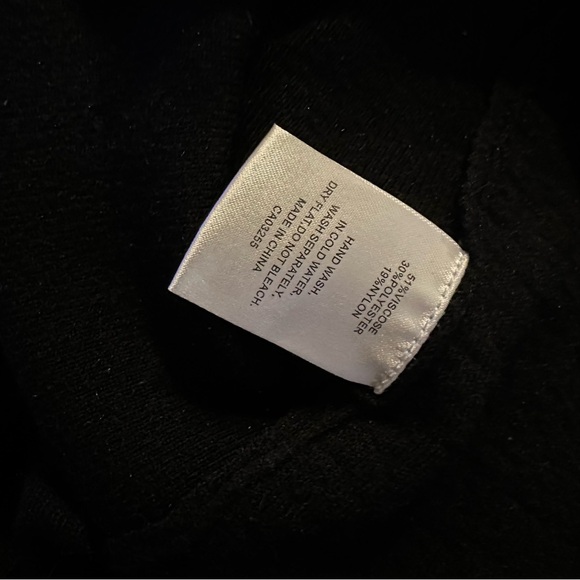 51%VISCOSE
30%POLYESTER
19%NYLON
HAND WASH,
IN COLD WATER,
WASH SEPARATELY,
DRY FLAT.DO NOT BLEACH.
MADE IN CHINA
CA03255